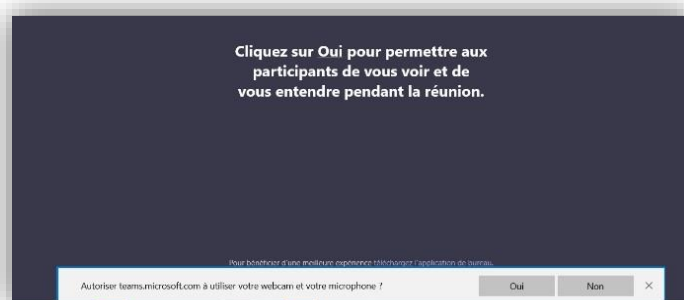 Cliquez sur Oui pour permettre aux
participants de vous voir et de
vous entendre pendant la réunion.
Pour bénéficier d'une meilleure expérience téléchargez l'application de bureau.
Autoriser teams.microsoft.com à utiliser votre webcam et votre microphone ? Oui Non